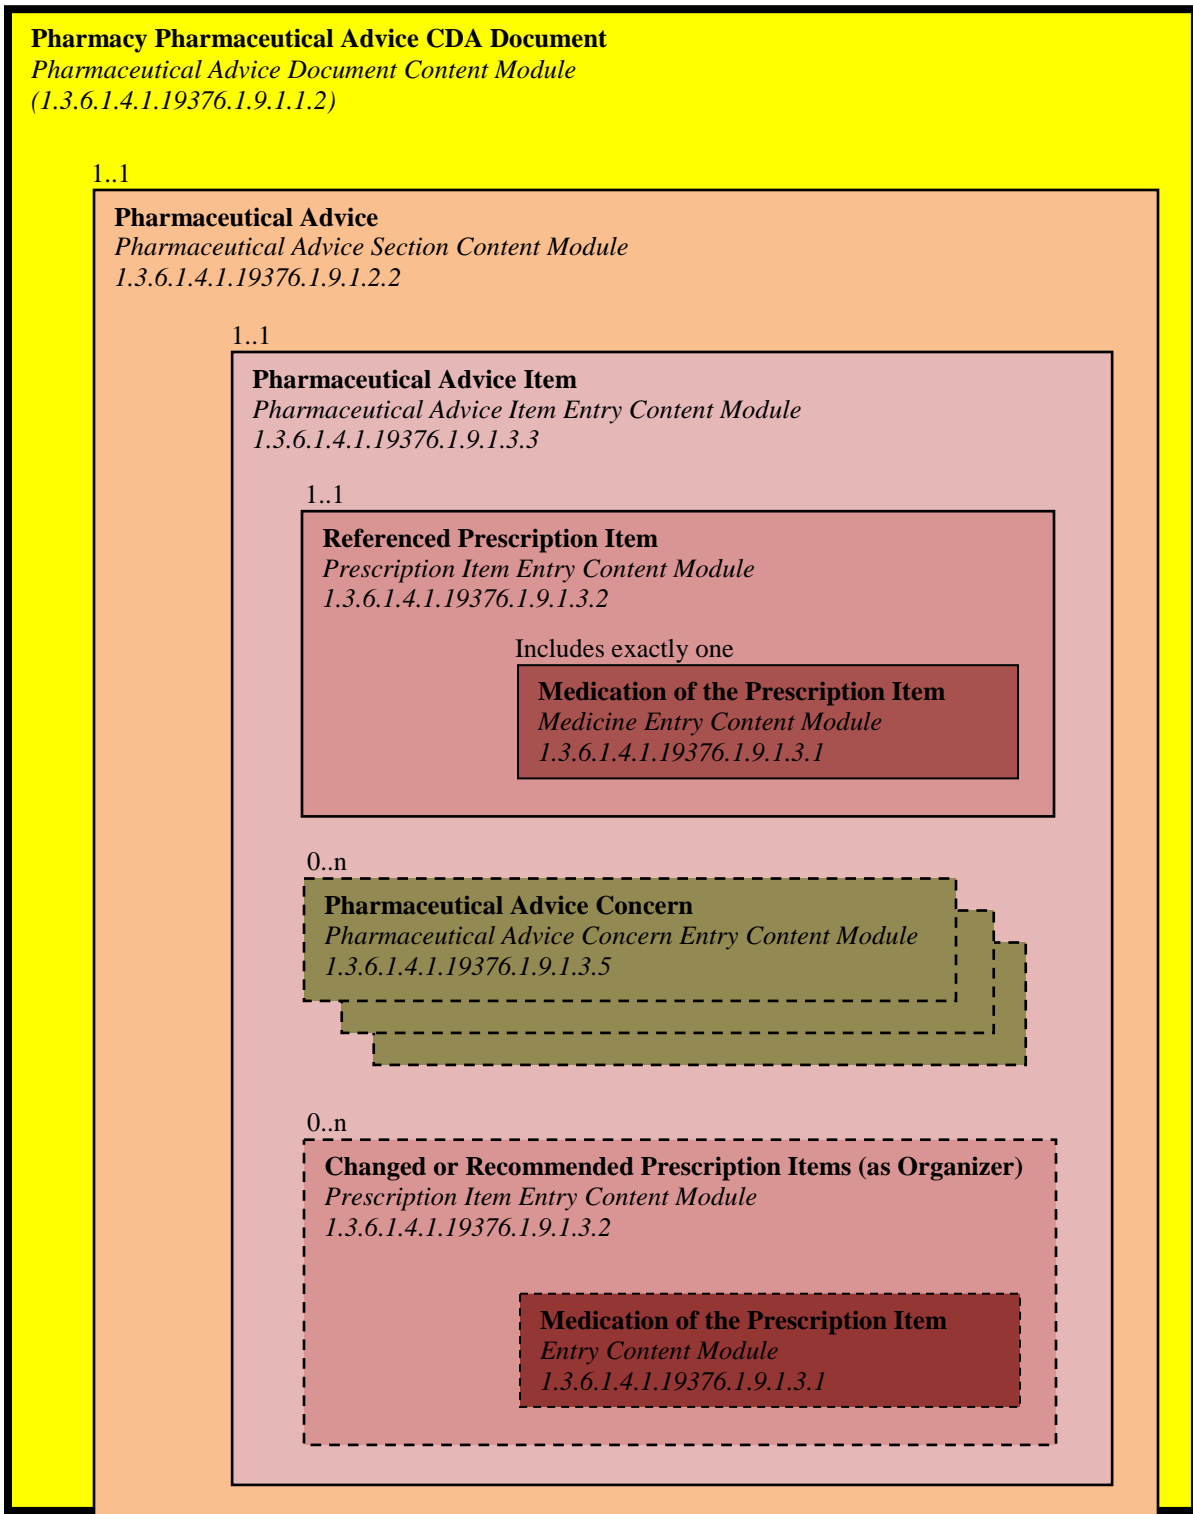 Pharmacy Pharmaceutical Advice CDA Document
Pharmaceutical Advice Document Content Module
(1.3.6.1.4.1.19376.1.9.1.1.2)
1..1
Pharmaceutical Advice
Pharmaceutical Advice Section Content Module
1.3.6.1.4.1.19376.1.9.1.2.2
1..1
Pharmaceutical Advice Item
Pharmaceutical Advice Item Entry Content Module
1.3.6.1.4.1.19376.1.9.1.3.3
1..1
Referenced Prescription Item
Prescription Item Entry Content Module
1.3.6.1.4.1.19376.1.9.1.3.2
Includes exactly one
Medication of the Prescription Item
Medicine Entry Content Module
1.3.6.1.4.1.19376.1.9.1.3.1
0..n
Pharmaceutical Advice Concern
Pharmaceutical Advice Concern Entry Content Module
1.3.6.1.4.1.19376.1.9.1.3.5
0..n
Changed or Recommended Prescription Items (as Organizer)
Prescription Item Entry Content Module
1.3.6.1.4.1.19376.1.9.1.3.2
Medication of the Prescription Item
Entry Content Module
1.3.6.1.4.1.19376.1.9.1.3.1